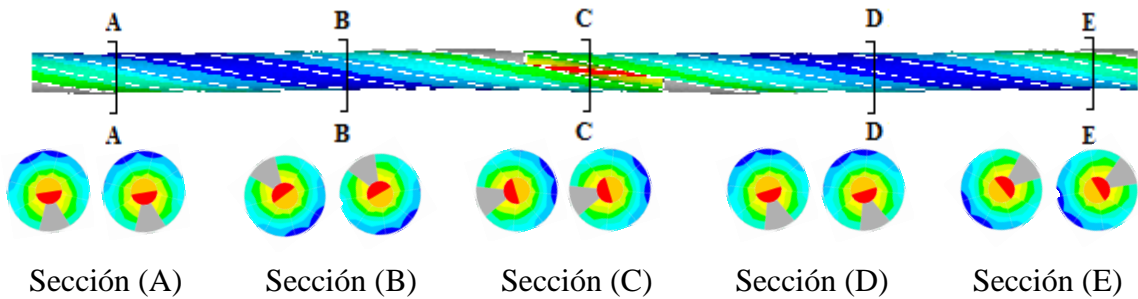 A B C D E
A B C D E
Sección (A) Sección (B) Sección (C) Sección (D) Sección (E)